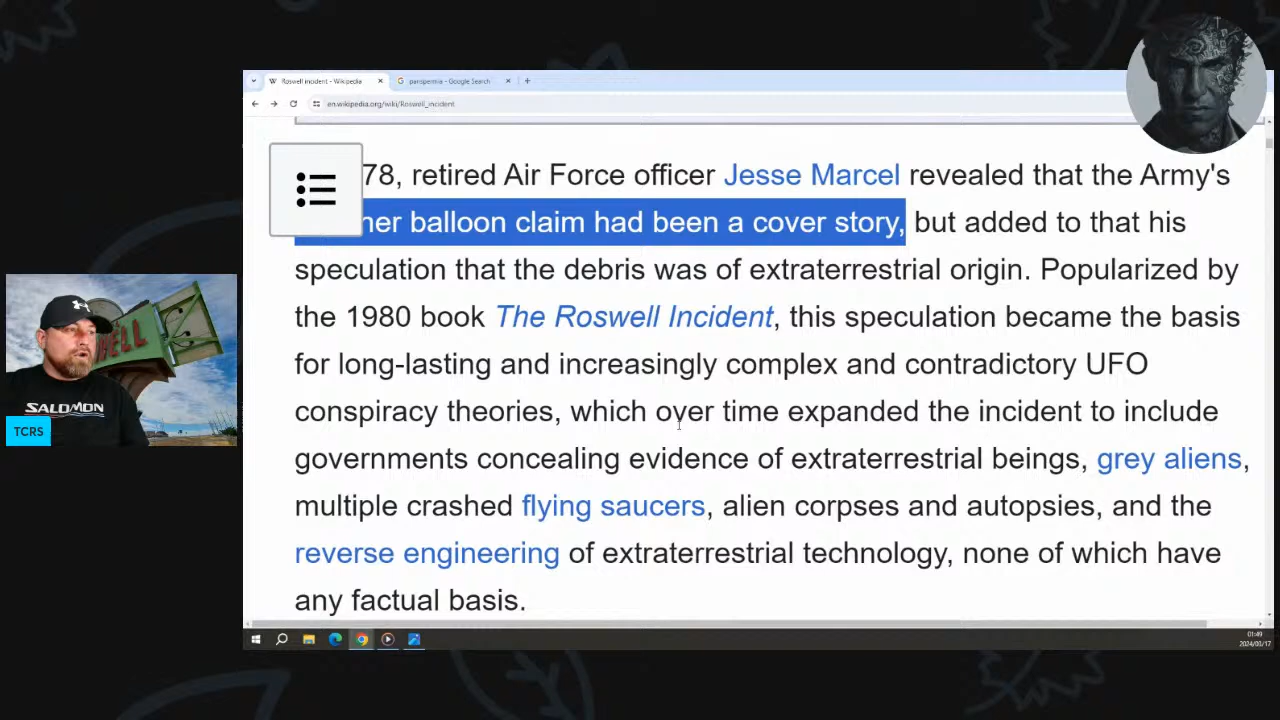 Roswell incident - Wikipedia
panspermia - Google Search
en.wikipedia.org/wiki/Roswell_incident
78, retired Air Force officer Jesse Marcel revealed that the Army's
her balloon claim had been a cover story, but added to that his
speculation that the debris was of extraterrestrial origin. Popularized by
the 1980 book The Roswell Incident, this speculation became the basis
for long-lasting and increasingly complex and contradictory UFO
conspiracy theories, which over time expanded the incident to include
governments concealing evidence of extraterrestrial beings, grey aliens,
multiple crashed flying saucers, alien corpses and autopsies, and the
reverse engineering of extraterrestrial technology, none of which have
any factual basis.
SALOMON
TCRS
01:49